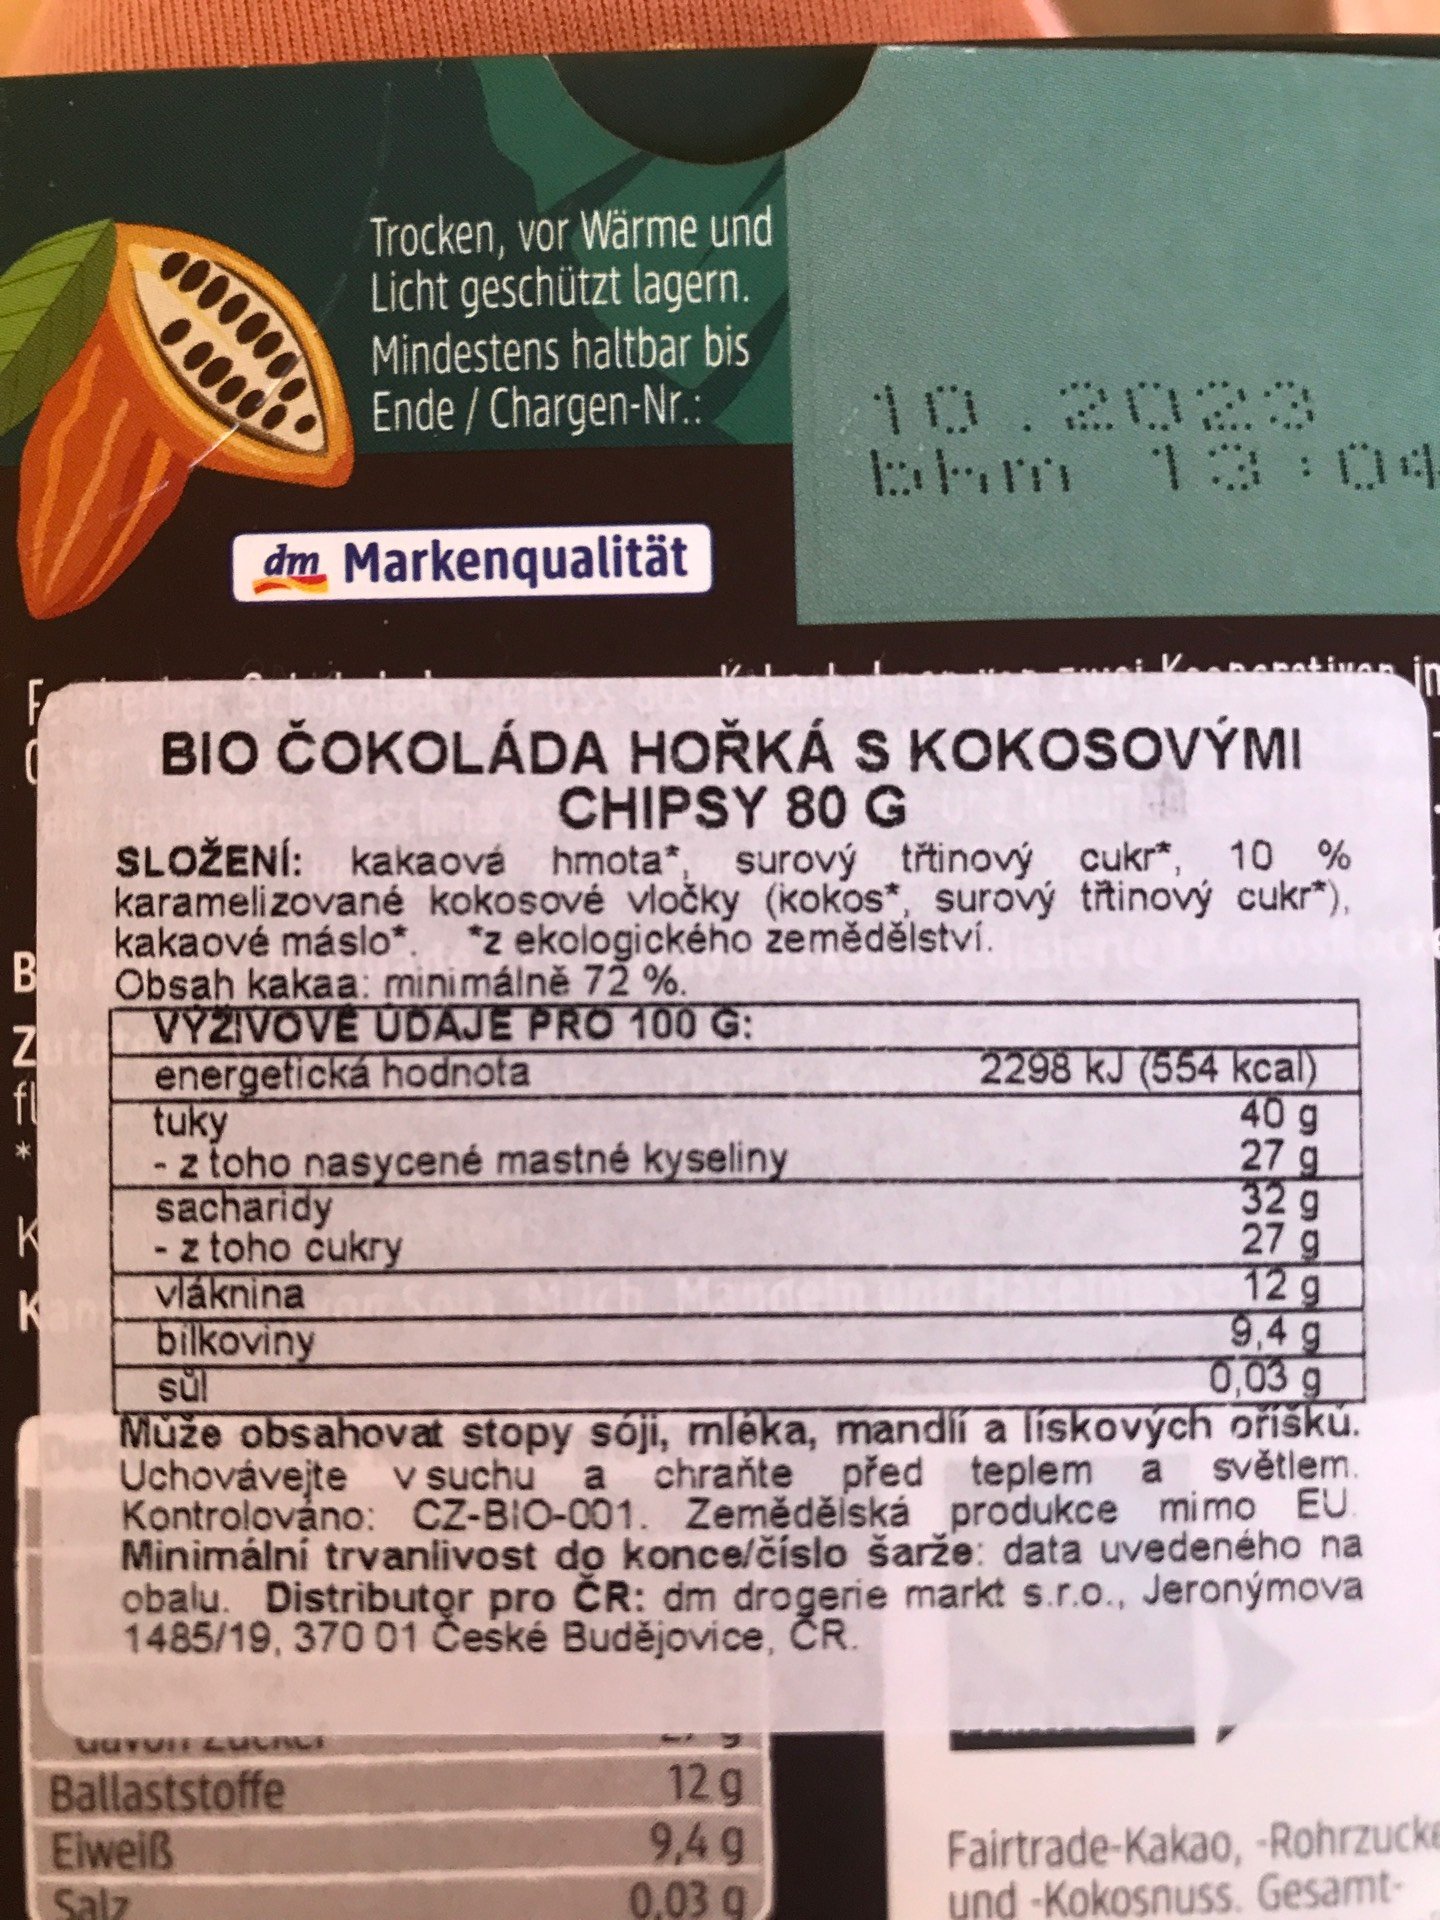 Trocken, vor Wärme und
Licht geschützt lagern.
Mindestens haltbar bis
Ende / Chargen-Nr.:
10.2023
bhm 13:04
dm Markenqualität
BIO ČOKOLÁDA HOŘKÁ S KOKOSOVÝMI
CHIPSY 80 G
SLOŽENÍ: kakaová hmota*, surový třtinový cukr*, 10 %
karamelizované kokosové vločky (kokos*, surový třtinový cukr*),
kakaové máslo*. *z ekologického zemědělství.
Obsah kakaa: minimálně 72 %.
VÝŽIVOVÉ ÚDAJE PRO 100 G:
energetická hodnota 2298 kJ (554 kcal)
tuky 40 g
- z toho nasycené mastné kyseliny 27 g
sacharidy 32 g
- z toho cukry 27 g
vláknina 12 g
bílkoviny 9,4 g
sůl 0,03 g
Může obsahovat stopy sóji, mléka, mandlí a lískových oříšků.
Uchovávejte v suchu a chraňte před teplem a světlem.
Kontrolováno: CZ-BIO-001. Zemědělská produkce mimo EU.
Minimální trvanlivost do konce/číslo šarže: data uvedeného na
obalu. Distributor pro ČR: dm drogerie markt s.r.o., Jeronýmova
1485/19, 370 01 České Budějovice, ČR.
davon Zucker 27 g
Ballaststoffe 12 g
Eiweiß 9,4 g
Salz 0,03 g
Fairtrade-Kakao, -Rohrzucke
und -Kokosnuss. Gesamt-